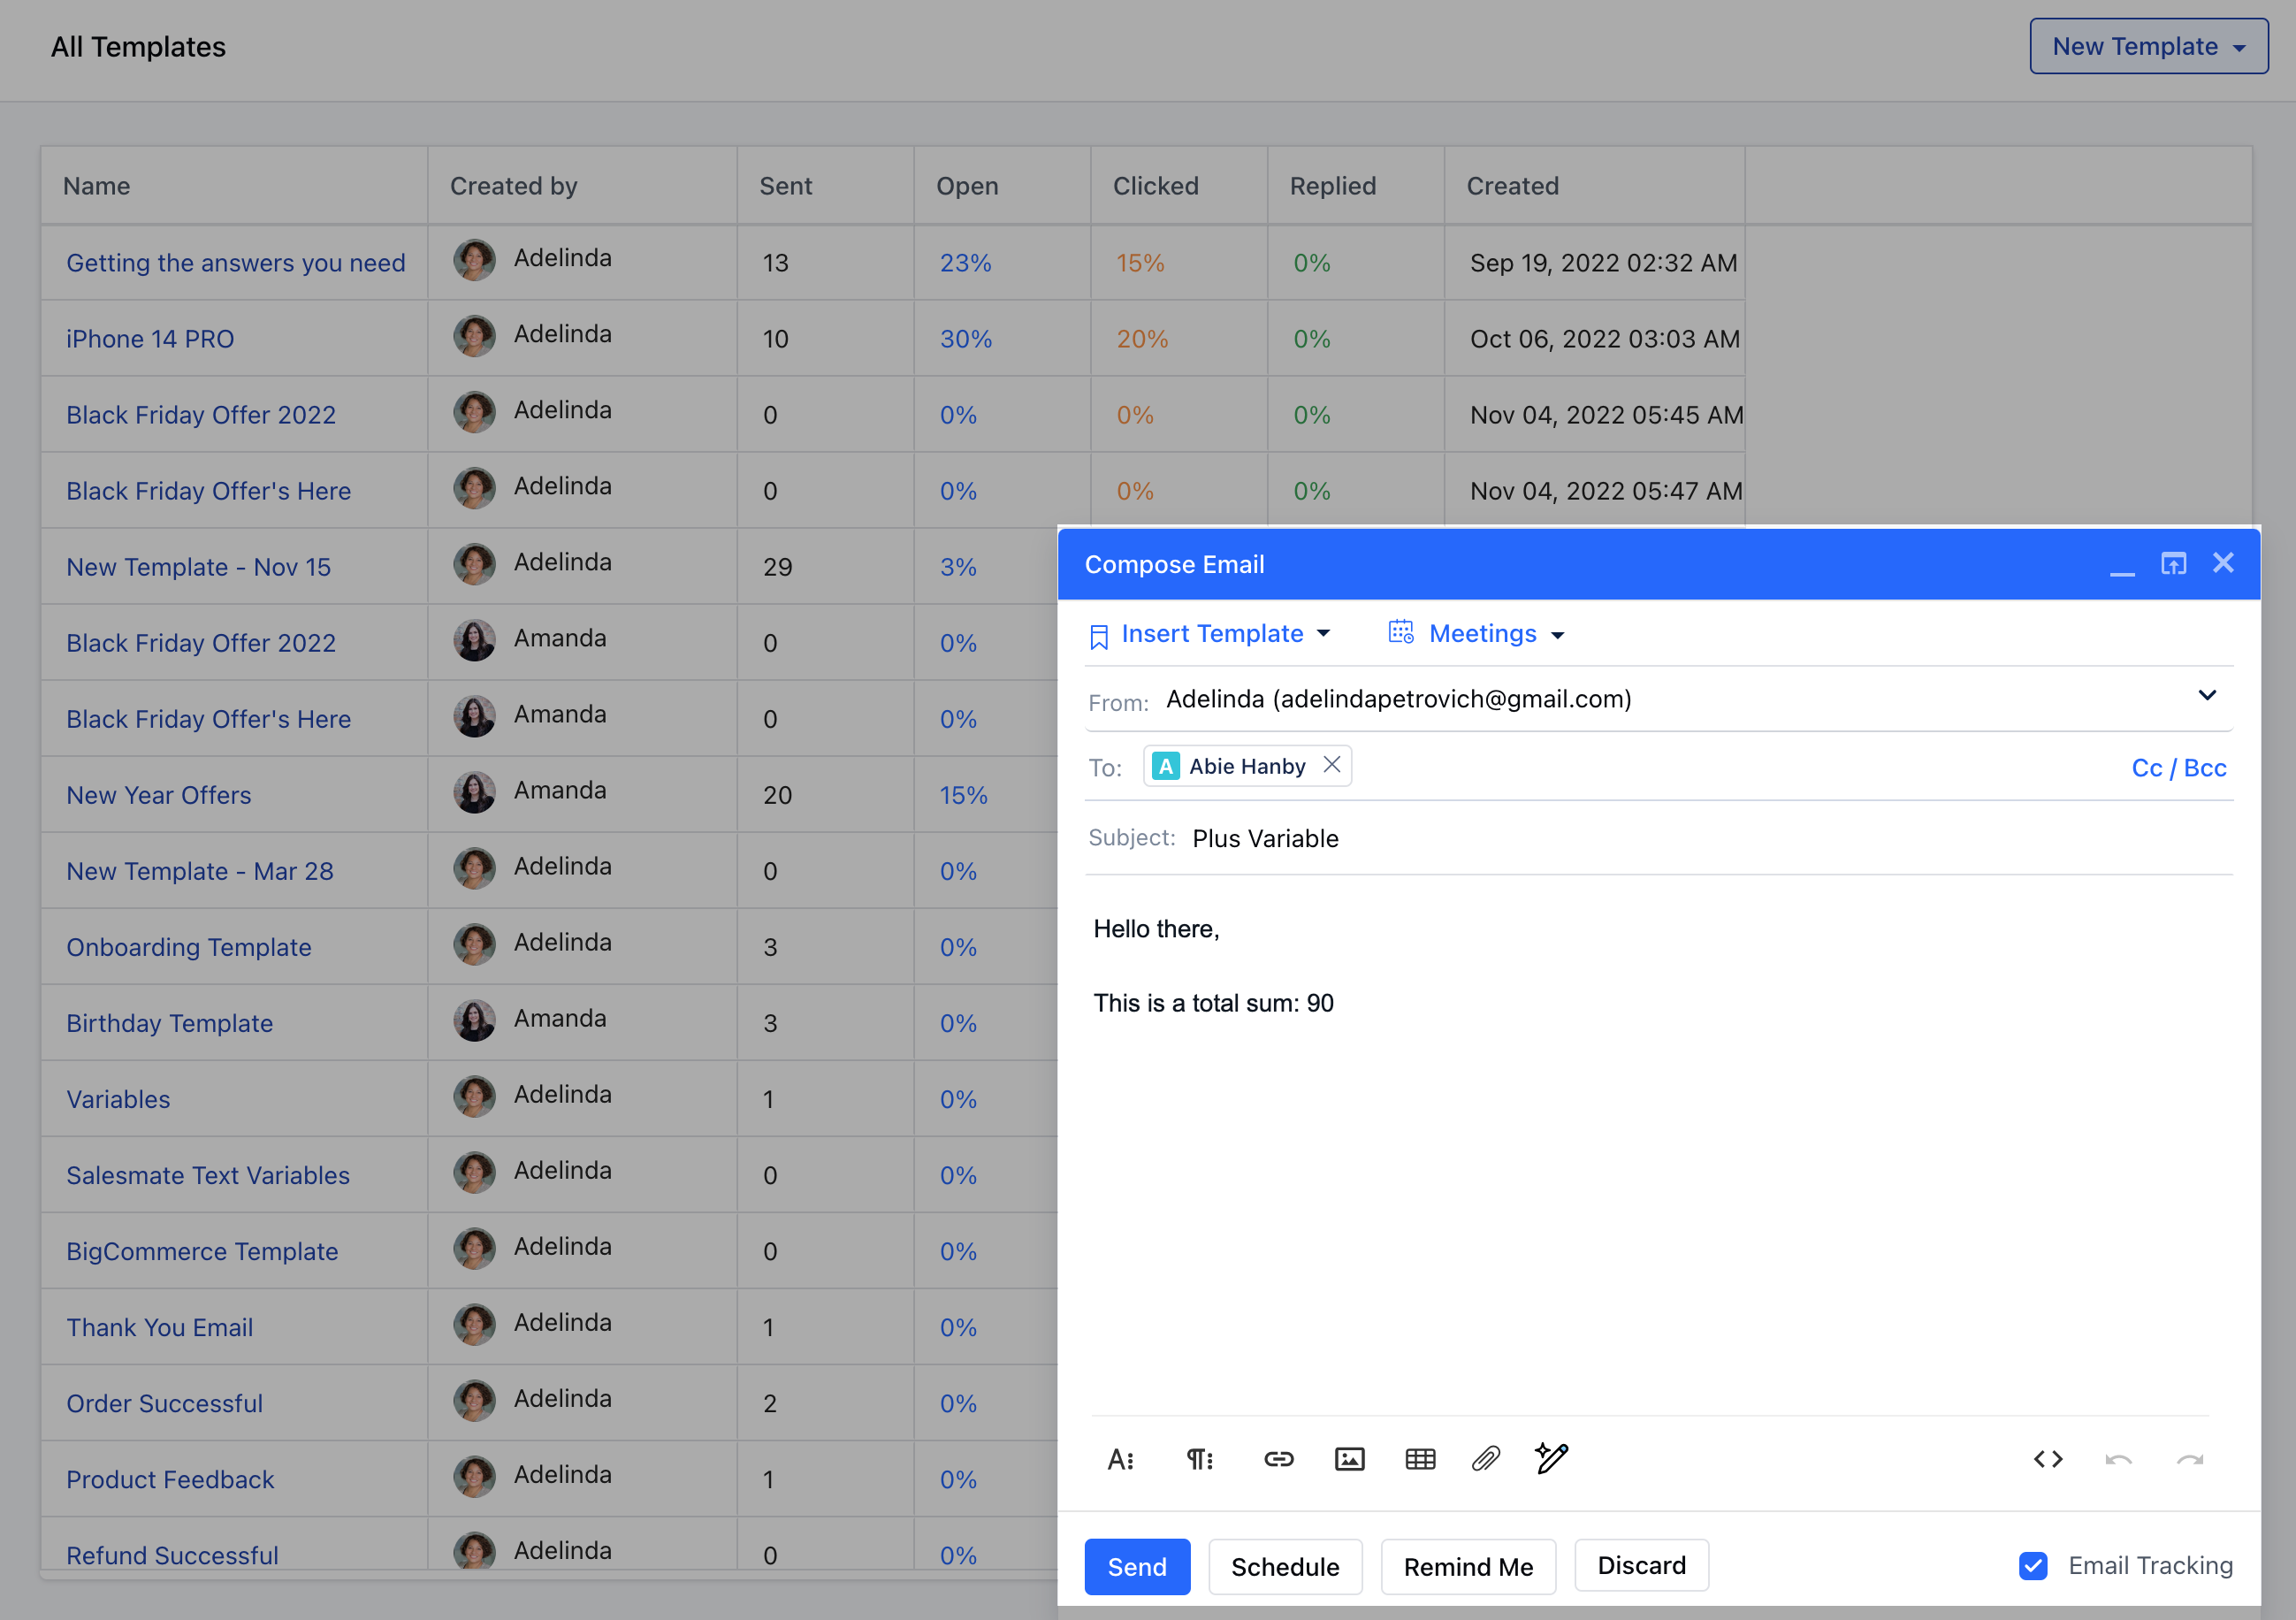 All Templates
New Template
Name Created by Sent Open Clicked Replied Created
Getting the answers you need Adelinda 13 23% 15% 0% Sep 19, 2022 02:32 AM
iPhone 14 PRO Adelinda 10 30% 20% 0% Oct 06, 2022 03:03 AM
Black Friday Offer 2022 Adelinda 0 0% 0% 0% Nov 04, 2022 05:45 AM
Black Friday Offer's Here Adelinda 0 0% 0% 0% Nov 04, 2022 05:47 AM
New Template - Nov 15 Adelinda 29 3%
Black Friday Offer 2022 Amanda 0 0%
Black Friday Offer's Here Amanda 0 0%
New Year Offers Amanda 20 15%
New Template - Mar 28 Adelinda 0 0%
Onboarding Template Adelinda 3 0%
Birthday Template Amanda 3 0%
Variables Adelinda 1 0%
Salesmate Text Variables Adelinda 0 0%
BigCommerce Template Adelinda 0 0%
Thank You Email Adelinda 1 0%
Order Successful Adelinda 2 0%
Product Feedback Adelinda 1 0%
Refund Successful Adelinda 0 0%
Compose Email
Insert Template Meetings
From: Adelinda (adelindapetrovich@gmail.com)
To: A Abie Hanby Cc / Bcc
Subject: Plus Variable
Hello there,
This is a total sum: 90
Send Schedule Remind Me Discard Email Tracking